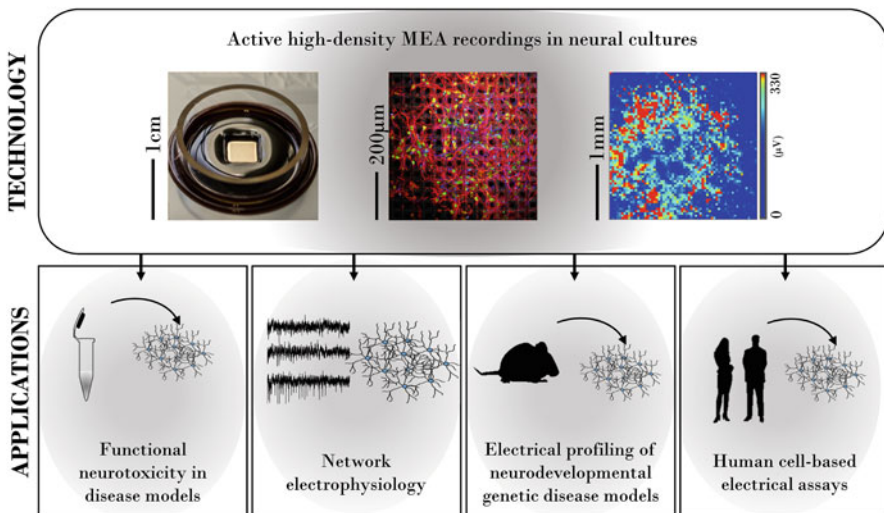 TECHNOLOGY
Active high-density MEA recordings in neural cultures
1cm
200µm
1mm
330
(µV)
0
APPLICATIONS
Functional
neurotoxicity in
disease models
Network
electrophysiology
Electrical profiling of
neurodevelopmental
genetic disease models
Human cell-based
electrical assays